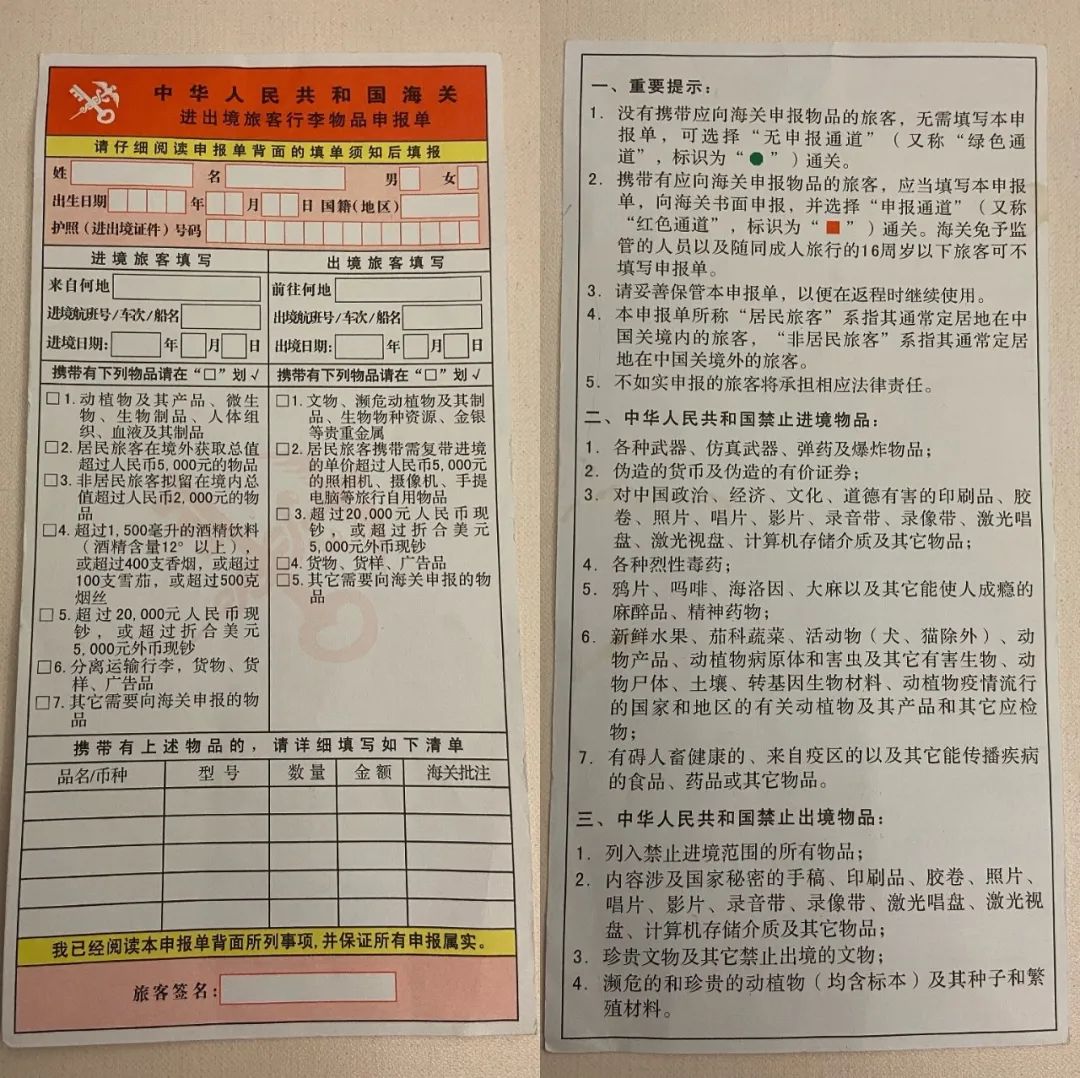 中华人民共和国海关
进出境旅客行李物品申报单
请仔细阅读申报单背面的填单须知后填报
姓 名 男 女
出生日期 年 月 日 国籍(地区)
护照(进出境证件)号码
进境旅客填写
来自何地
进境航班号/车次/船名
进境日期: 年 月 日
携带有下列物品请在“□”划√
□1. 动植物及其产品、微生
物、生物制品、人体组
织、血液及其制品
□2. 居民旅客在境外获取总值
超过人民币5,000元的物品
□3. 非居民旅客拟留在境内总
值超过人民币2,000元的物
品
□4. 超过1,500毫升的酒精饮料
(酒精含量12°以上),
或超过400支香烟, 或超过
100支雪茄, 或超过500克
烟丝
□5. 超过20,000元人民币现
钞, 或超过折合美元
5,000元外币现钞
□6. 分离运输行李, 货物、货
样、广告品
□7. 其它需要向海关申报的物
品
出境旅客填写
前往何地
出境航班号/车次/船名
出境日期: 年 月 日
携带有下列物品请在“□”划√
□1. 文物、濒危动植物及其制
品、生物物种资源、金银
等贵重金属
□2. 居民旅客携带需复带进境
的单价超过人民币5,000元
的照相机、摄像机、手提
电脑等旅行自用物品
□3. 超过20,000元人民币现
钞, 或超过折合美元
5,000元外币现钞
□4. 货物、货样、广告品
□5. 其它需要向海关申报的物
品
携带有上述物品的, 请详细填写如下清单
品名/币种 型号 数量 金额 海关批注
我已经阅读本申报单背面所列事项,并保证所有申报属实。
旅客签名:
一、重要提示:
1. 没有携带应向海关申报物品的旅客, 无需填写本申
报单, 可选择“无申报通道”(又称“绿色通
道”, 标识为“●”)通关。
2. 携带有应向海关申报物品的旅客, 应当填写本申报
单, 向海关书面申报, 并选择“申报通道”(又称
“红色通道”, 标识为“■”)通关。海关免予监
管的人员以及随同成人旅行的16周岁以下旅客可不
填写申报单。
3. 请妥善保管本申报单, 以便在返程时继续使用。
4. 本申报单所称“居民旅客”系指其通常定居地在中
国关境内的旅客, “非居民旅客”系指其通常定居
地在中国关境外的旅客。
5. 不如实申报的旅客将承担相应法律责任。
二、中华人民共和国禁止进境物品:
1. 各种武器、仿真武器、弹药及爆炸物品;
2. 伪造的货币及伪造的有价证券;
3. 对中国政治、经济、文化、道德有害的印刷品、胶
卷、照片、唱片、影片、录音带、录像带、激光唱
盘、激光视盘、计算机存储介质及其它物品;
4. 各种烈性毒药;
5. 鸦片、吗啡、海洛因、大麻以及其它能使人成瘾的
麻醉品、精神药物;
6. 新鲜水果、茄科蔬菜、活动物(犬、猫除外)、动
物产品、动植物病原体和害虫及其它有害生物、动
物尸体、土壤、转基因生物材料、动植物疫情流行
的国家和地区的有关动植物及其产品和其它应检
物;
7. 有碍人畜健康的、来自疫区的以及其它能传播疾病
的食品、药品或其它物品。
三、中华人民共和国禁止出境物品:
1. 列入禁止进境范围的所有物品;
2. 内容涉及国家秘密的手稿、印刷品、胶卷、照片、
唱片、影片、录音带、录像带、激光唱盘、激光视
盘、计算机存储介质及其它物品;
3. 珍贵文物及其它禁止出境的文物;
4. 濒危的和珍贵的动植物(均含标本)及其种子和繁
殖材料。